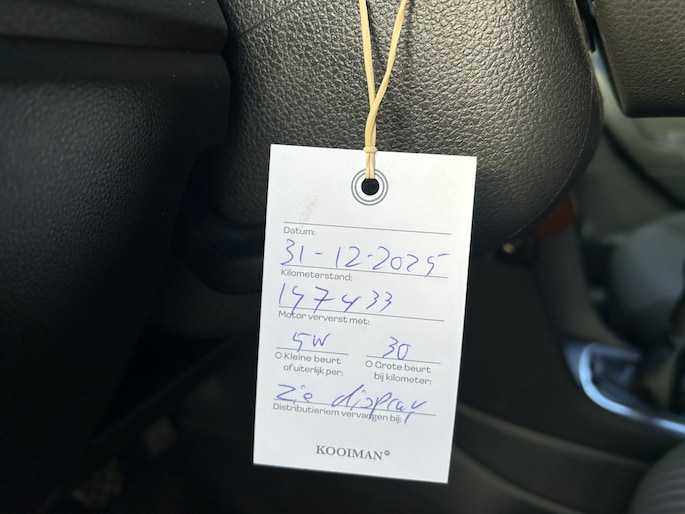 Datum:
31-12-2025
Kilometerstand:
157433
Motor ververst met:
5W 30
Kleine beurt
of uiterlijk per:
Grote beurt
bij kilometer:
Zie display
Distributieriem vervangen bij:
KOOIMAN